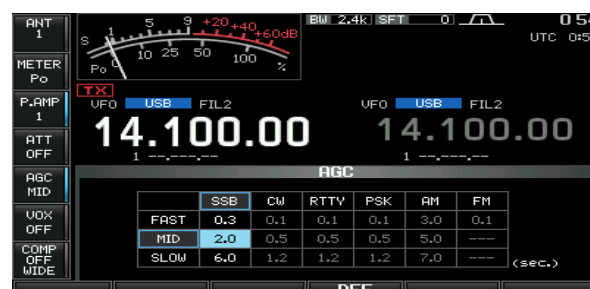 ANT
1
METER
Po
P.AMP
1
ATT
OFF
AGC
MID
VOX
OFF
COMP
OFF
WIDE
S 1 5 9 +20 +40 +60dB
Po 0 10 25 50 100 %
BW 2.4k SFT 0
UTC
TX
VFO USB FIL2
14.100.00
1 --.---.--
VFO USB FIL2
14.100.00
1 --.---.--
AGC
SSB CW RTTY PSK AM FM
FAST 0.3 0.1 0.1 0.1 3.0 0.1
MID 2.0 0.5 0.5 0.5 5.0 ---
SLOW 6.0 1.2 1.2 1.2 7.0 ---
(sec.)